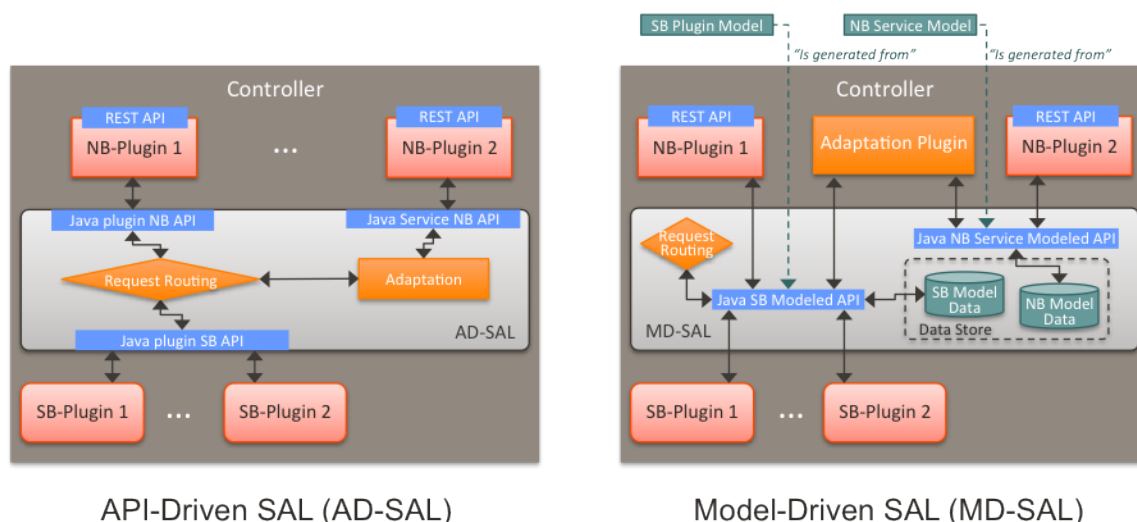 SB Plugin Model
NB Service Model
"Is generated from"
"Is generated from"
Controller
REST API
NB-Plugin 1
...
REST API
NB-Plugin 2
Java plugin NB API
Java Service NB API
Request Routing
Adaptation
Java plugin SB API
AD-SAL
SB-Plugin 1
...
SB-Plugin 2
API-Driven SAL (AD-SAL)
Controller
REST API
NB-Plugin 1
Adaptation Plugin
REST API
NB-Plugin 2
Request
Routing
Java NB Service Modeled API
Java SB Modeled API
SB Model
Data
NB Model
Data
Data Store
MD-SAL
SB-Plugin 1
...
SB-Plugin 2
Model-Driven SAL (MD-SAL)